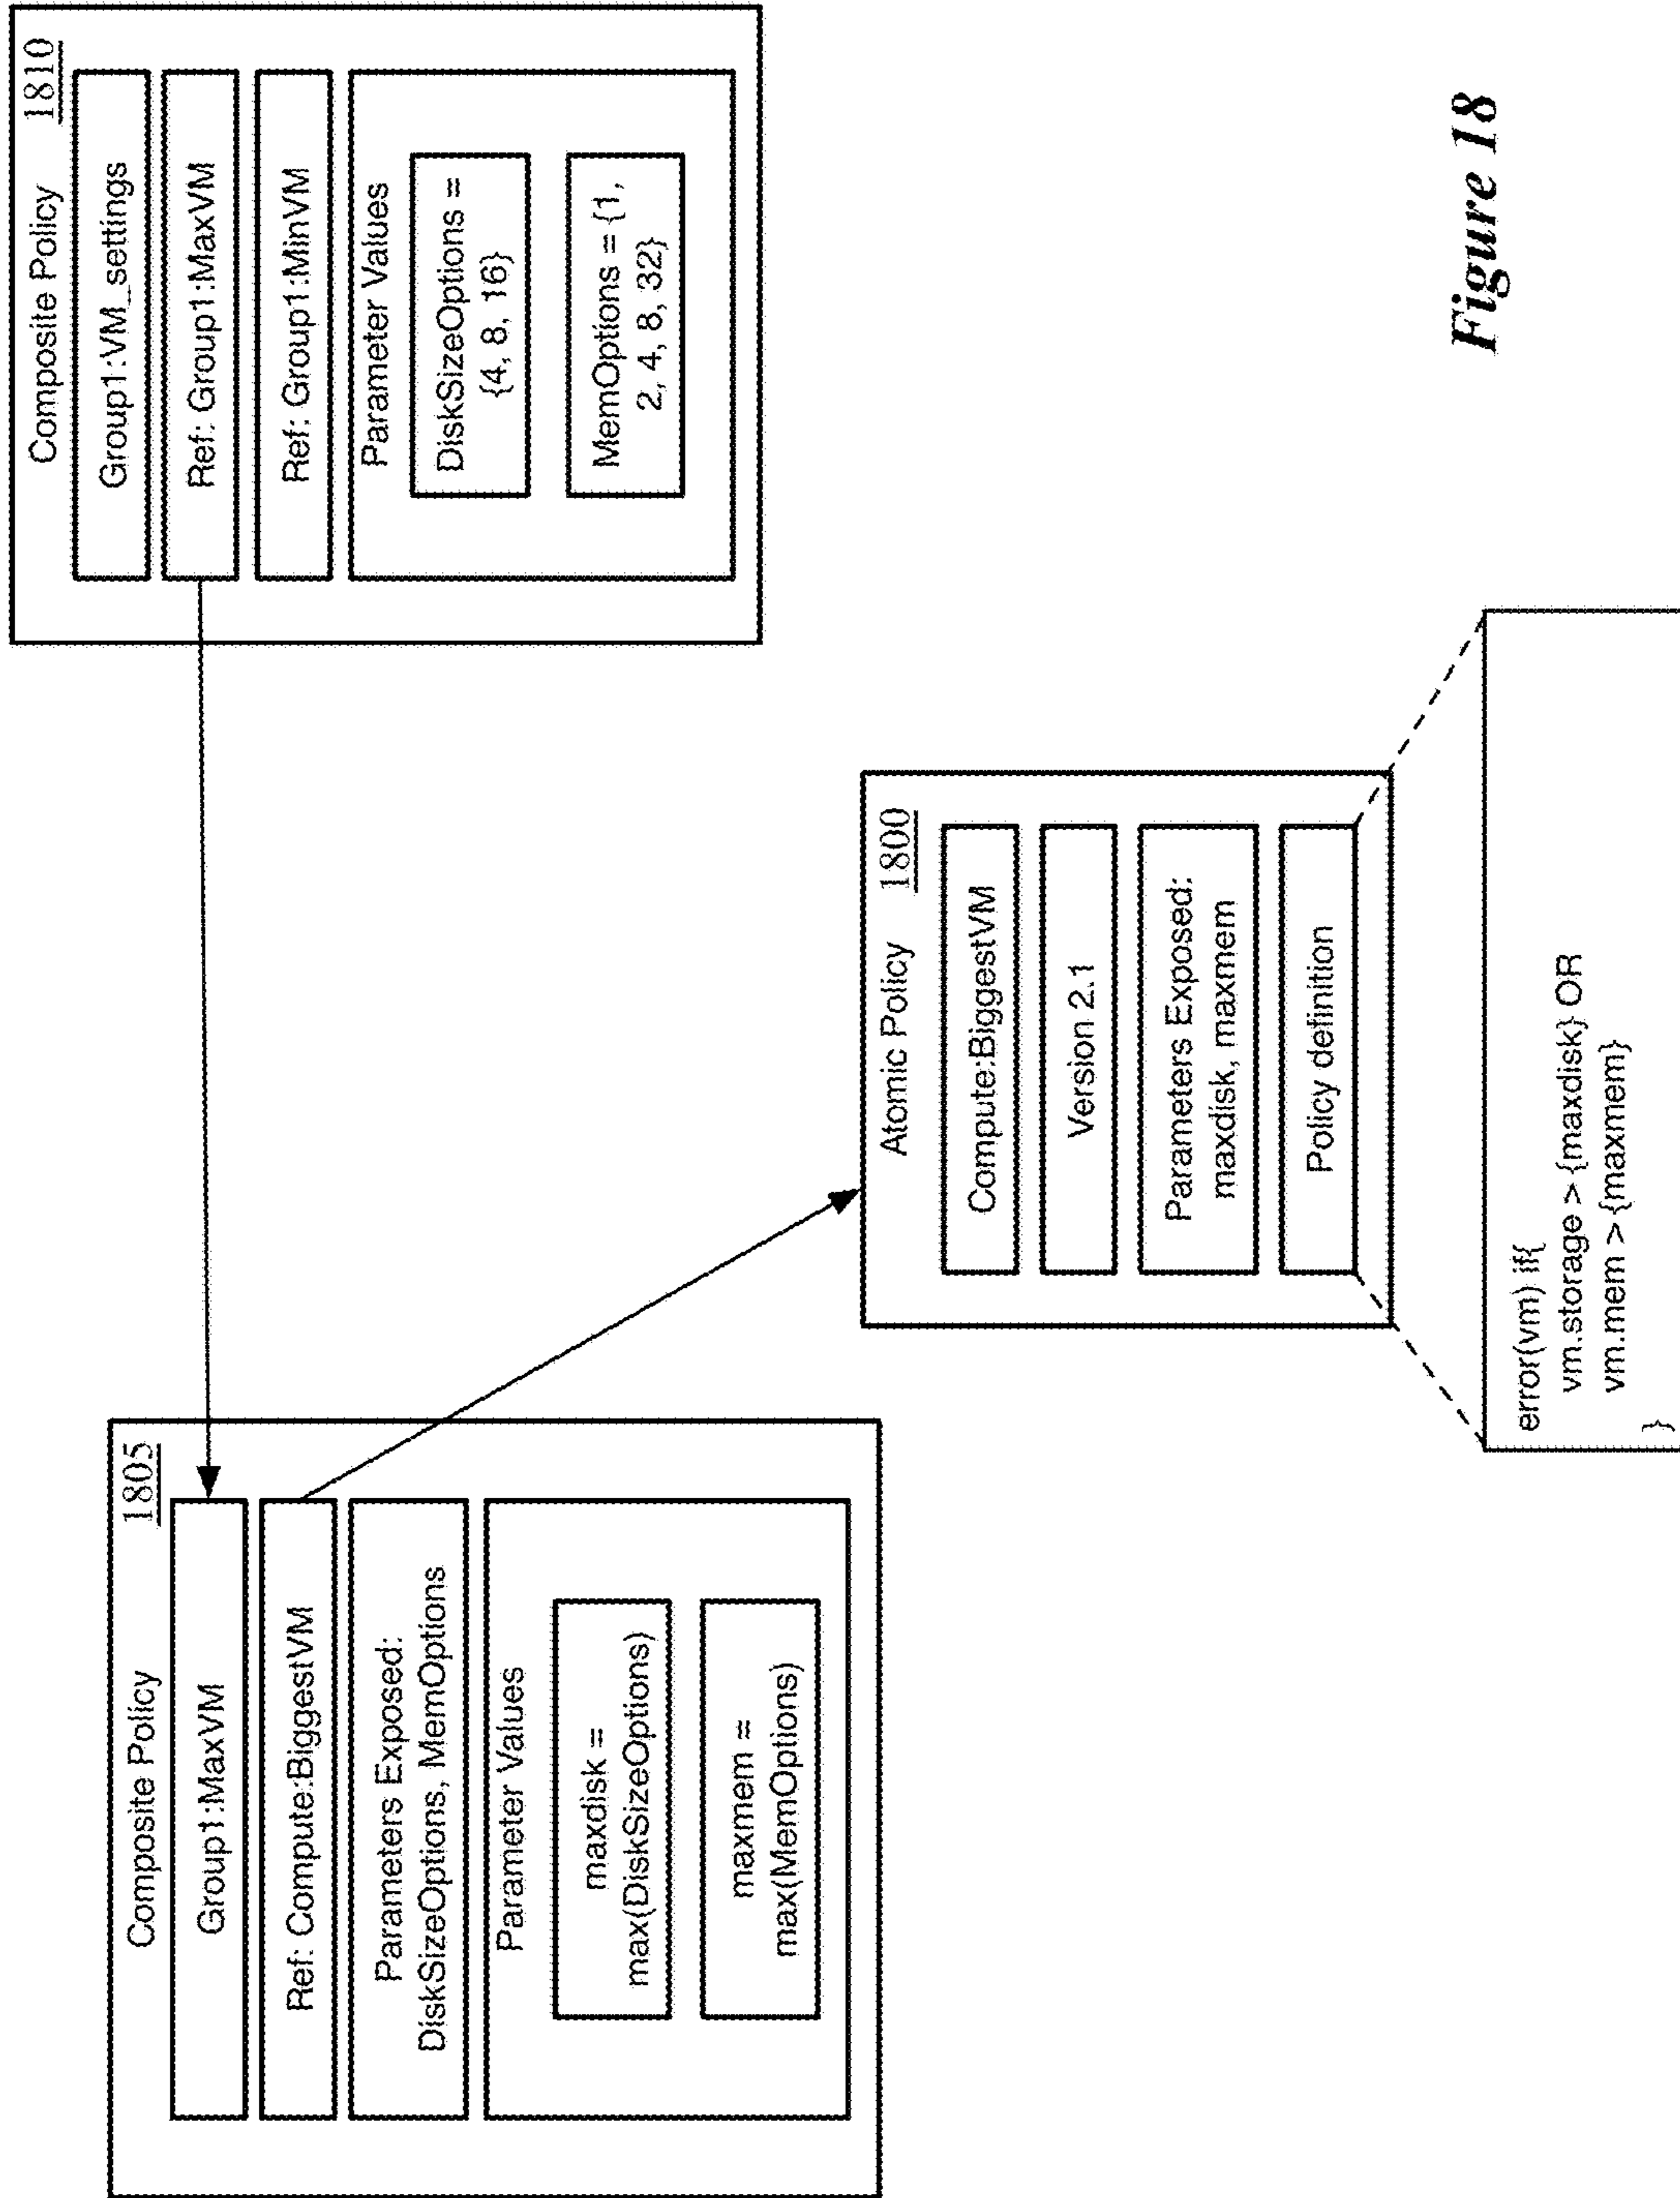 Composite Policy 1805
Group1:MaxVM
Ref: Compute:BiggestVM
Parameters Exposed:
DiskSizeOptions, MemOptions
Parameter Values
maxdisk =
max(DiskSizeOptions)
maxmem =
max(MemOptions)
Composite Policy 1810
Group1:VM_settings
Ref: Group1:MaxVM
Ref: Group1:MinVM
Parameter Values
DiskSizeOptions =
{4, 8, 16}
MemOptions = {1,
2, 4, 8, 32}
Atomic Policy 1800
Compute:BiggestVM
Version 2.1
Parameters Exposed:
maxdisk, maxmem
Policy definition
error(vm) if{
vm.storage > {maxdisk} OR
vm.mem > {maxmem}
}
Figure 18